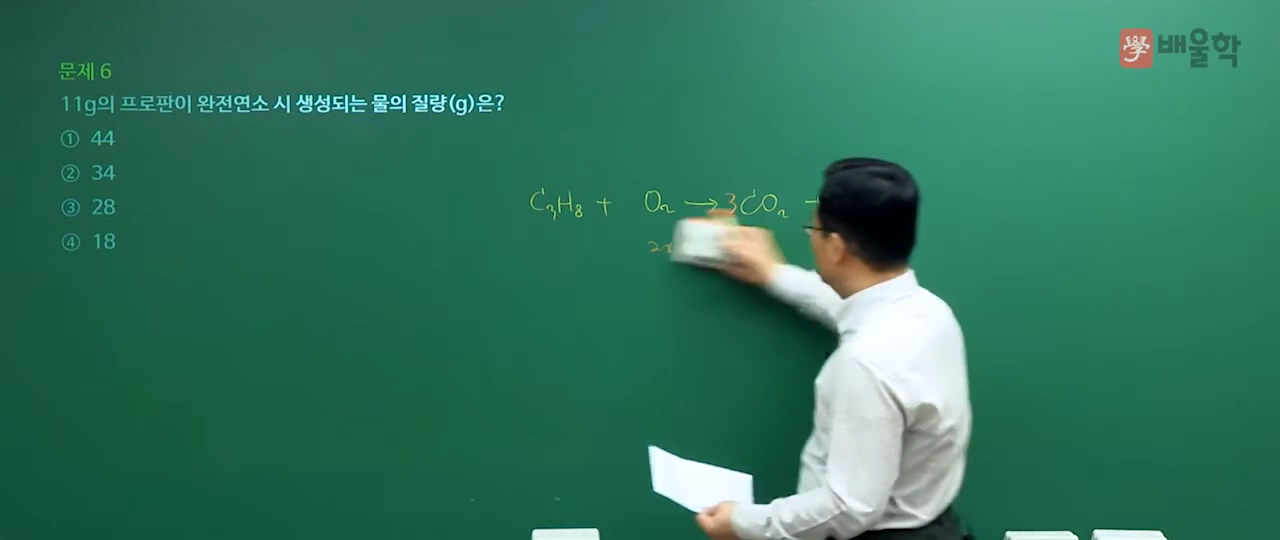 學 배울학
문제 6
11g의 프로판이 완전연소 시 생성되는 물의 질량(g)은?
① 44
② 34
③ 28
④ 18
C₃H₈ + O₂ → 3CO₂ +